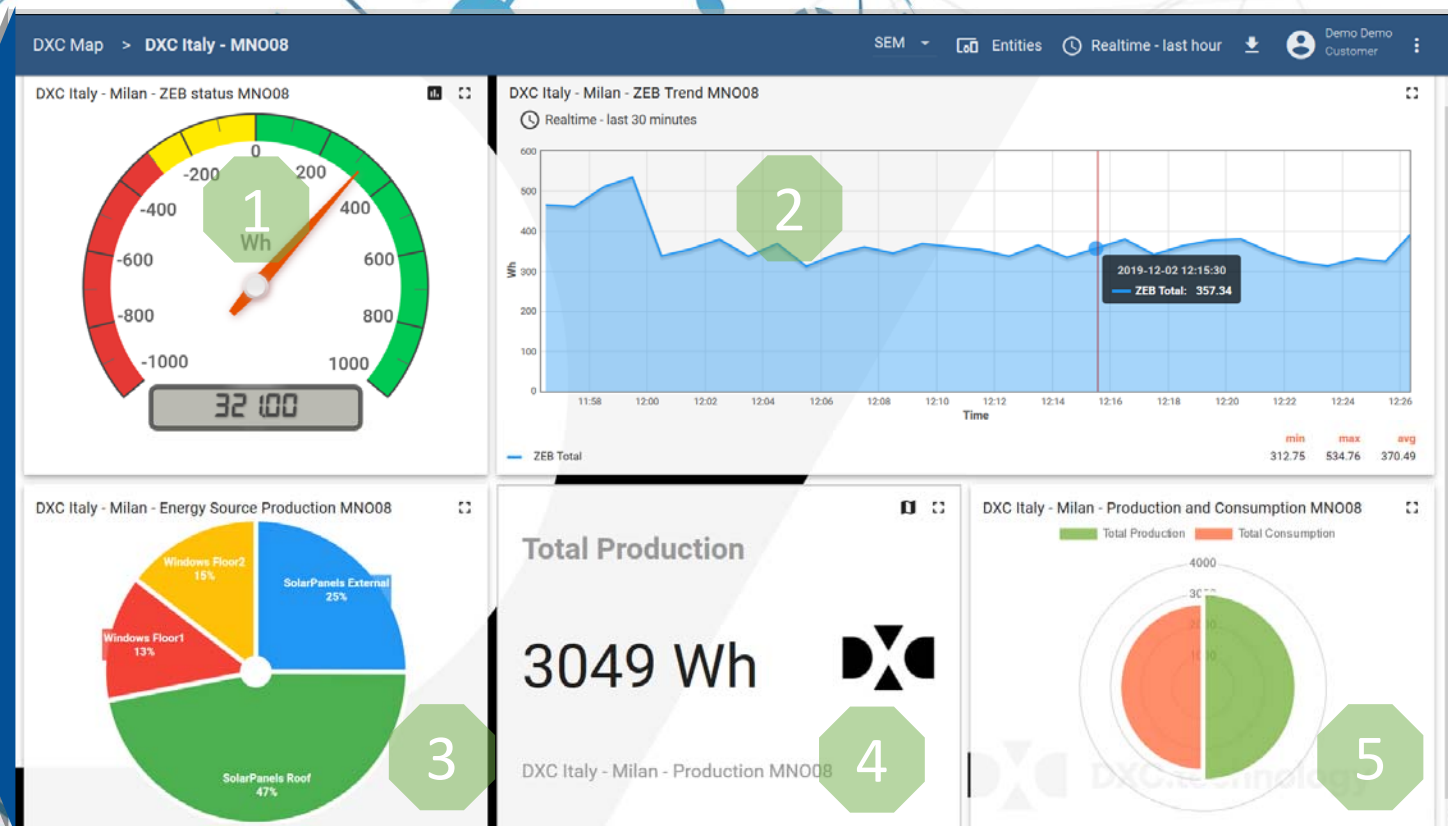 DXC Map > DXC Italy - MNO08
SEM
Entities
Realtime - last hour
Demo Demo
Customer
DXC Italy - Milan - ZEB status MNO08
0
-200
200
-400
400
-600
600
-800
800
-1000
1000
Wh
321.00
1
DXC Italy - Milan - ZEB Trend MNO08
Realtime - last 30 minutes
600
500
400
300
200
100
0
Wh
2
2019-12-02 12:15:30
ZEB Total: 357.34
11:58 12:00 12:02 12:04 12:06 12:08 12:10 12:12 12:14 12:16 12:18 12:20 12:22 12:24 12:26
Time
min max avg
ZEB Total 312.75 534.76 370.49
DXC Italy - Milan - Energy Source Production MNO08
Windows Floor2
15%
SolarPanels External
25%
Windows Floor1
13%
SolarPanels Roof
47%
3
Total Production
3049 Wh
DXC
DXC Italy - Milan - Production MNO08
4
DXC Italy - Milan - Production and Consumption MNO08
Total Production Total Consumption
4000
3000
2000
1000
5
DXC.technology